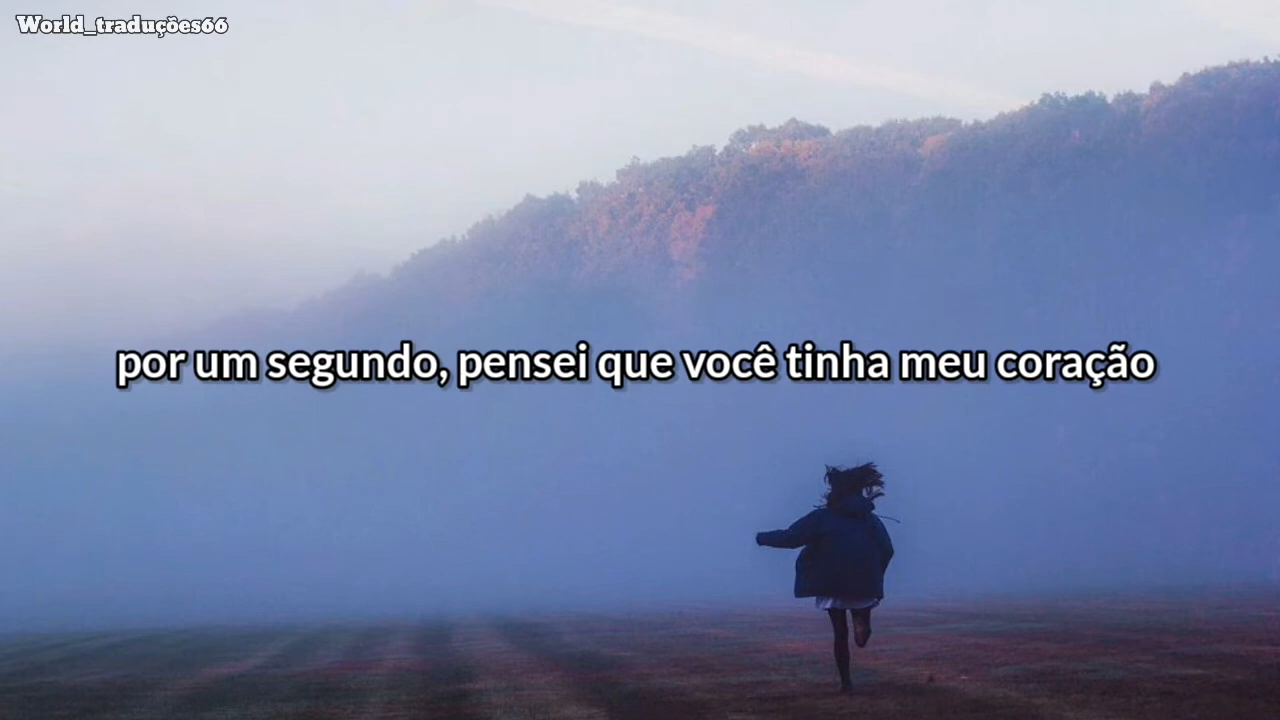 World_traduções66
por um segundo, pensei que você tinha meu coração